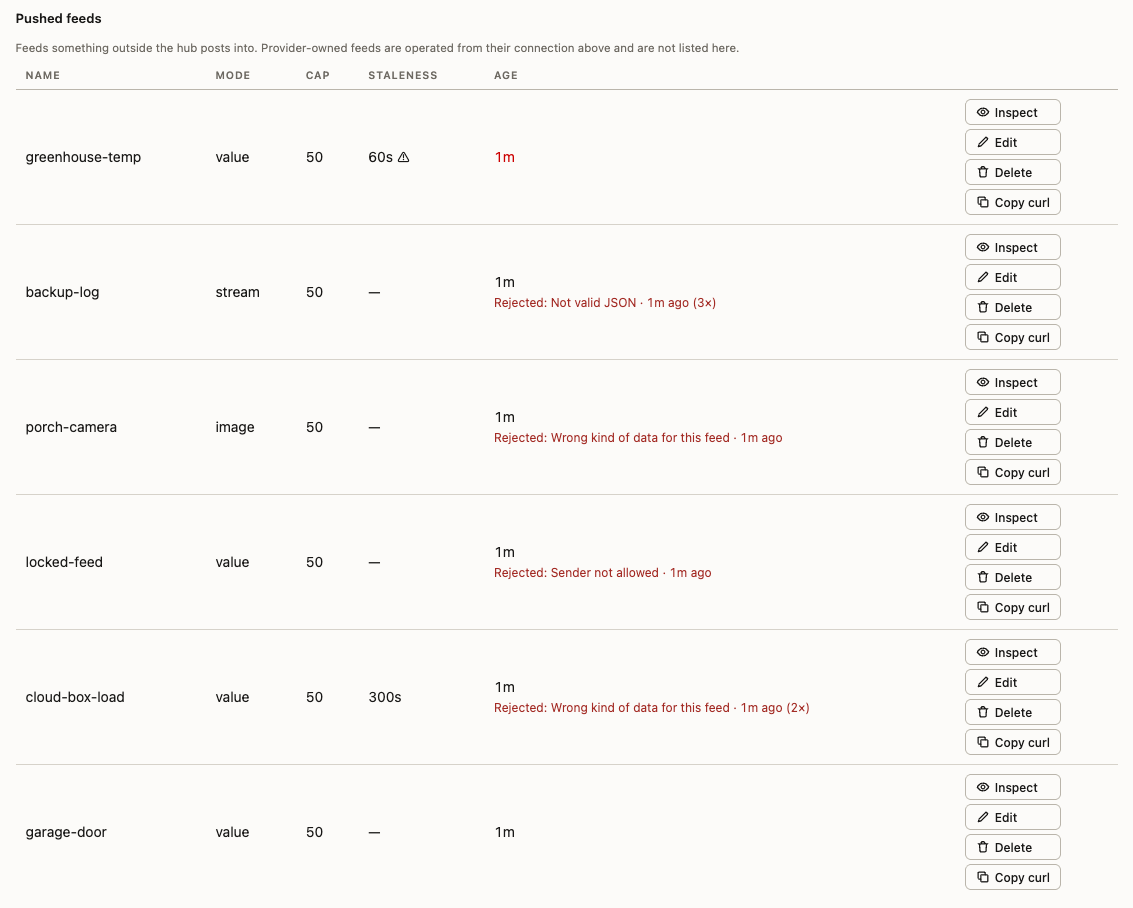 Pushed feeds
Feeds something outside the hub posts into. Provider-owned feeds are operated from their connection above and are not listed here.
NAME MODE CAP STALENESS AGE
greenhouse-temp value 50 60s 1m
Inspect
Edit
Delete
Copy curl
backup-log stream 50 — 1m
Rejected: Not valid JSON · 1m ago (3×)
Inspect
Edit
Delete
Copy curl
porch-camera image 50 — 1m
Rejected: Wrong kind of data for this feed · 1m ago
Inspect
Edit
Delete
Copy curl
locked-feed value 50 — 1m
Rejected: Sender not allowed · 1m ago
Inspect
Edit
Delete
Copy curl
cloud-box-load value 50 300s 1m
Rejected: Wrong kind of data for this feed · 1m ago (2×)
Inspect
Edit
Delete
Copy curl
garage-door value 50 — 1m
Inspect
Edit
Delete
Copy curl